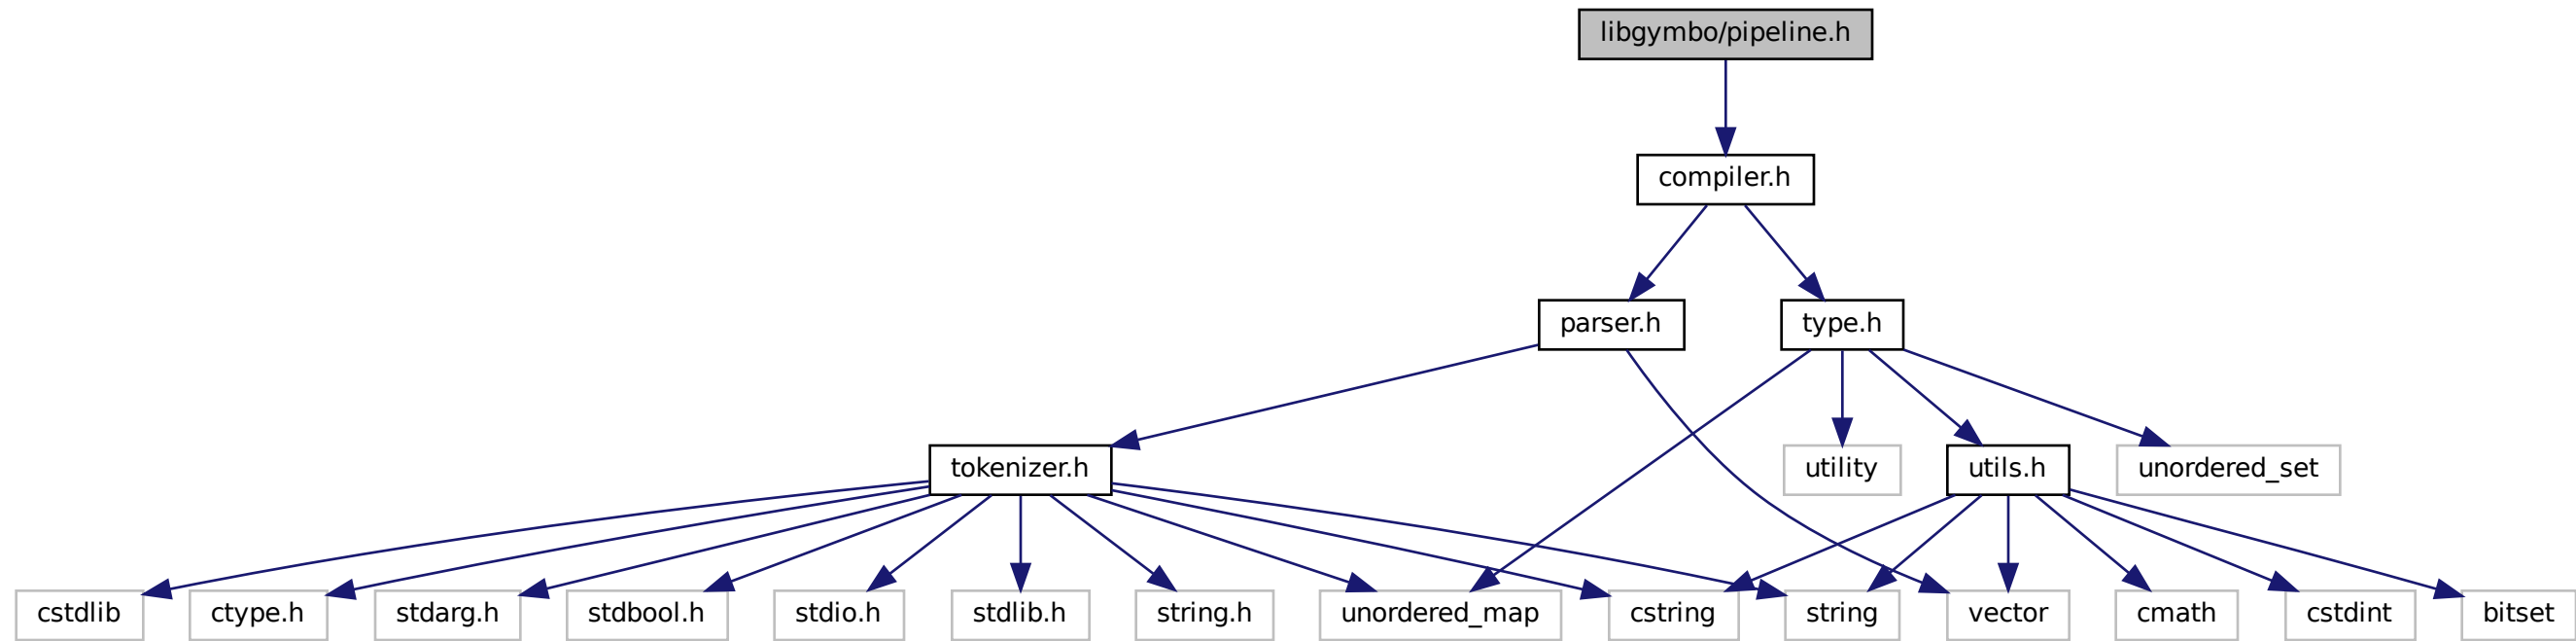 libgymbo/pipeline.h
compiler.h
parser.h
type.h
tokenizer.h
utility
utils.h
unordered_set
cstdlib
ctype.h
stdarg.h
stdbool.h
stdio.h
stdlib.h
string.h
unordered_map
cstring
string
vector
cmath
cstdint
bitset